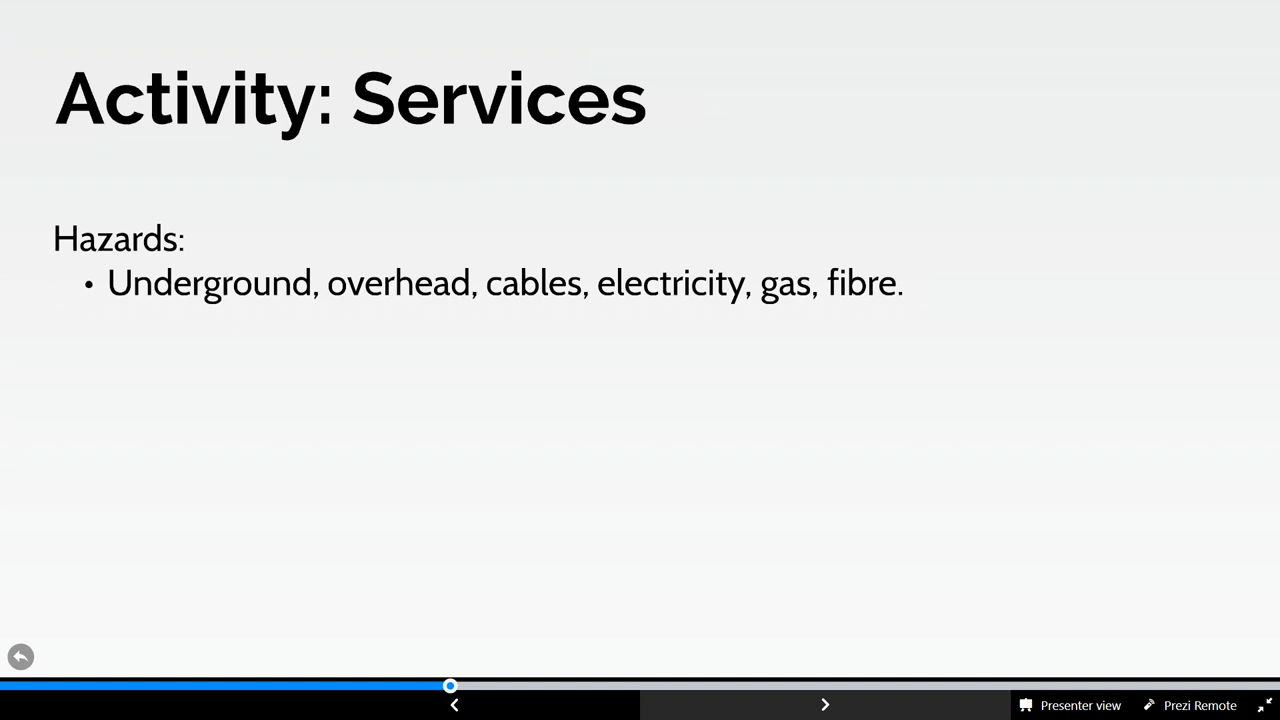 Activity: Services
Hazards:
• Underground, overhead, cables, electricity, gas, fibre.
Presenter view
Prezi Remote